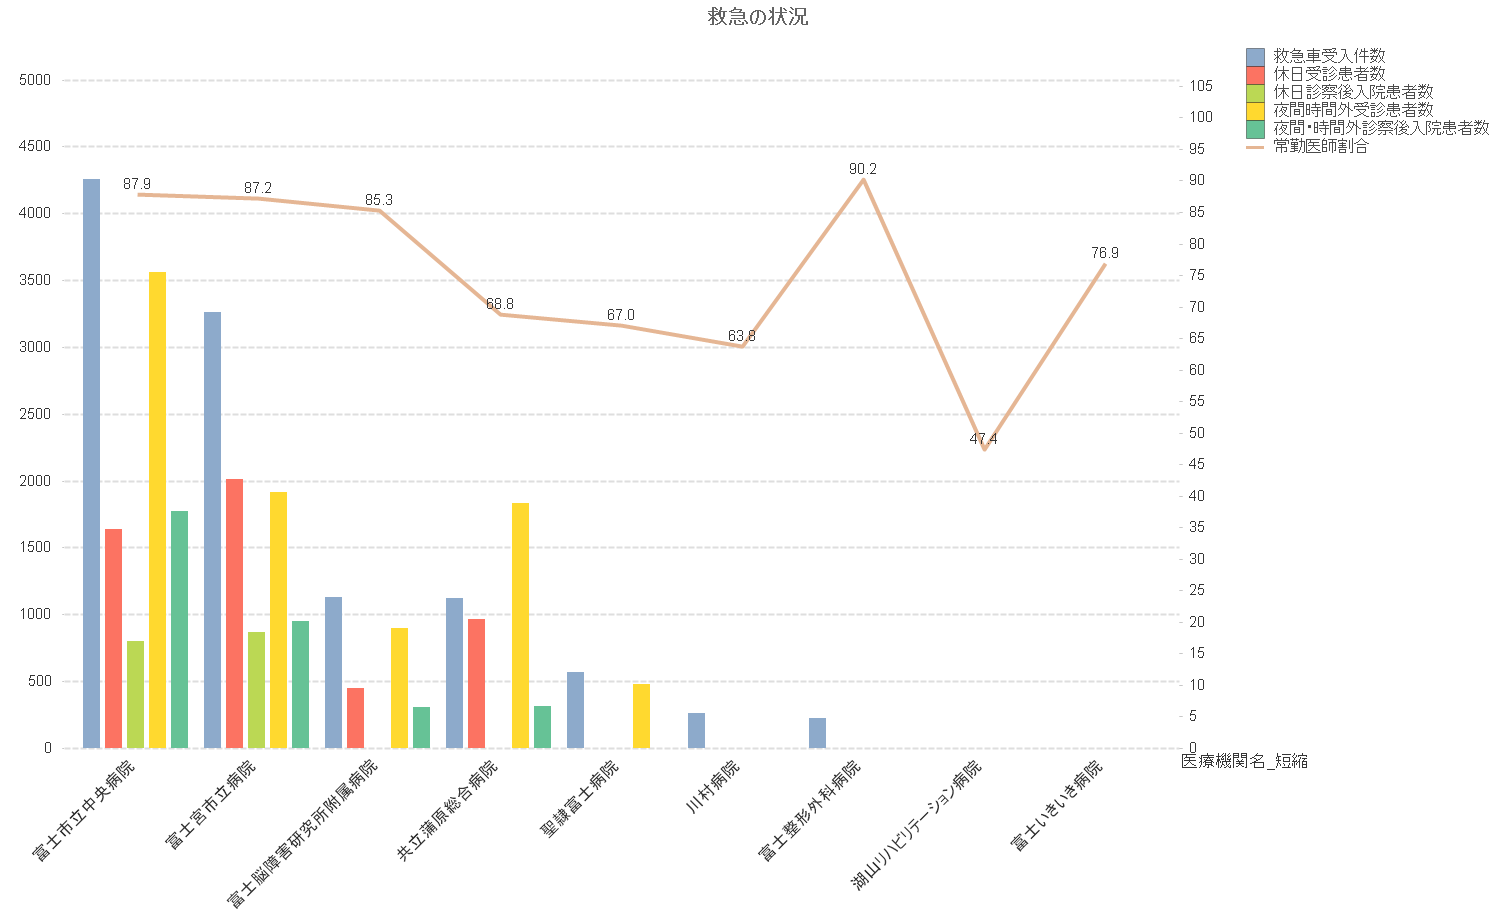 救急の状況
救急車受入件数
休日受診患者数
休日診察後入院患者数
夜間時間外受診患者数
夜間・時間外診察後入院患者数
常勤医師割合
5000
4500
4000
3500
3000
2500
2000
1500
1000
500
0
105
100
95
90
85
80
75
70
65
60
55
50
45
40
35
30
25
20
15
10
5
0
87.9
87.2
85.3
68.8
67.0
63.8
90.2
47.4
76.9
医療機関名_短縮
富士市立中央病院
富士宮市立病院
富士脳障害研究所附属病院
共立蒲原総合病院
聖隷富士病院
川村病院
富士整形外科病院
湖山リハビリテーション病院
富士いきいき病院